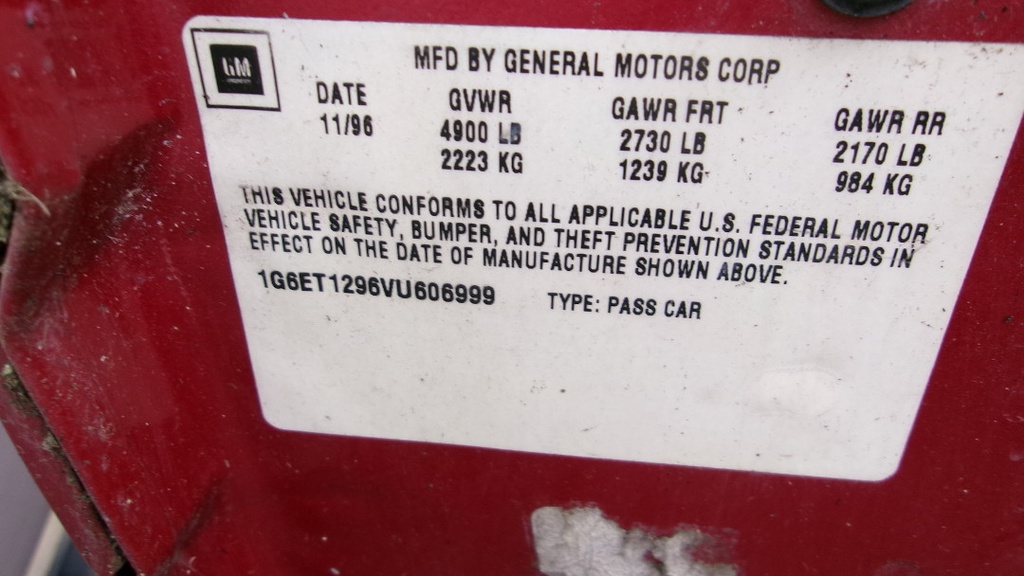 GM
MFD BY GENERAL MOTORS CORP
DATE GVWR GAWR FRT GAWR RR
11/96 4900 LB 2730 LB 2170 LB
2223 KG 1239 KG 984 KG
THIS VEHICLE CONFORMS TO ALL APPLICABLE U.S. FEDERAL MOTOR
VEHICLE SAFETY, BUMPER, AND THEFT PREVENTION STANDARDS IN
EFFECT ON THE DATE OF MANUFACTURE SHOWN ABOVE.
1G6ET1296VU606999 TYPE: PASS CAR